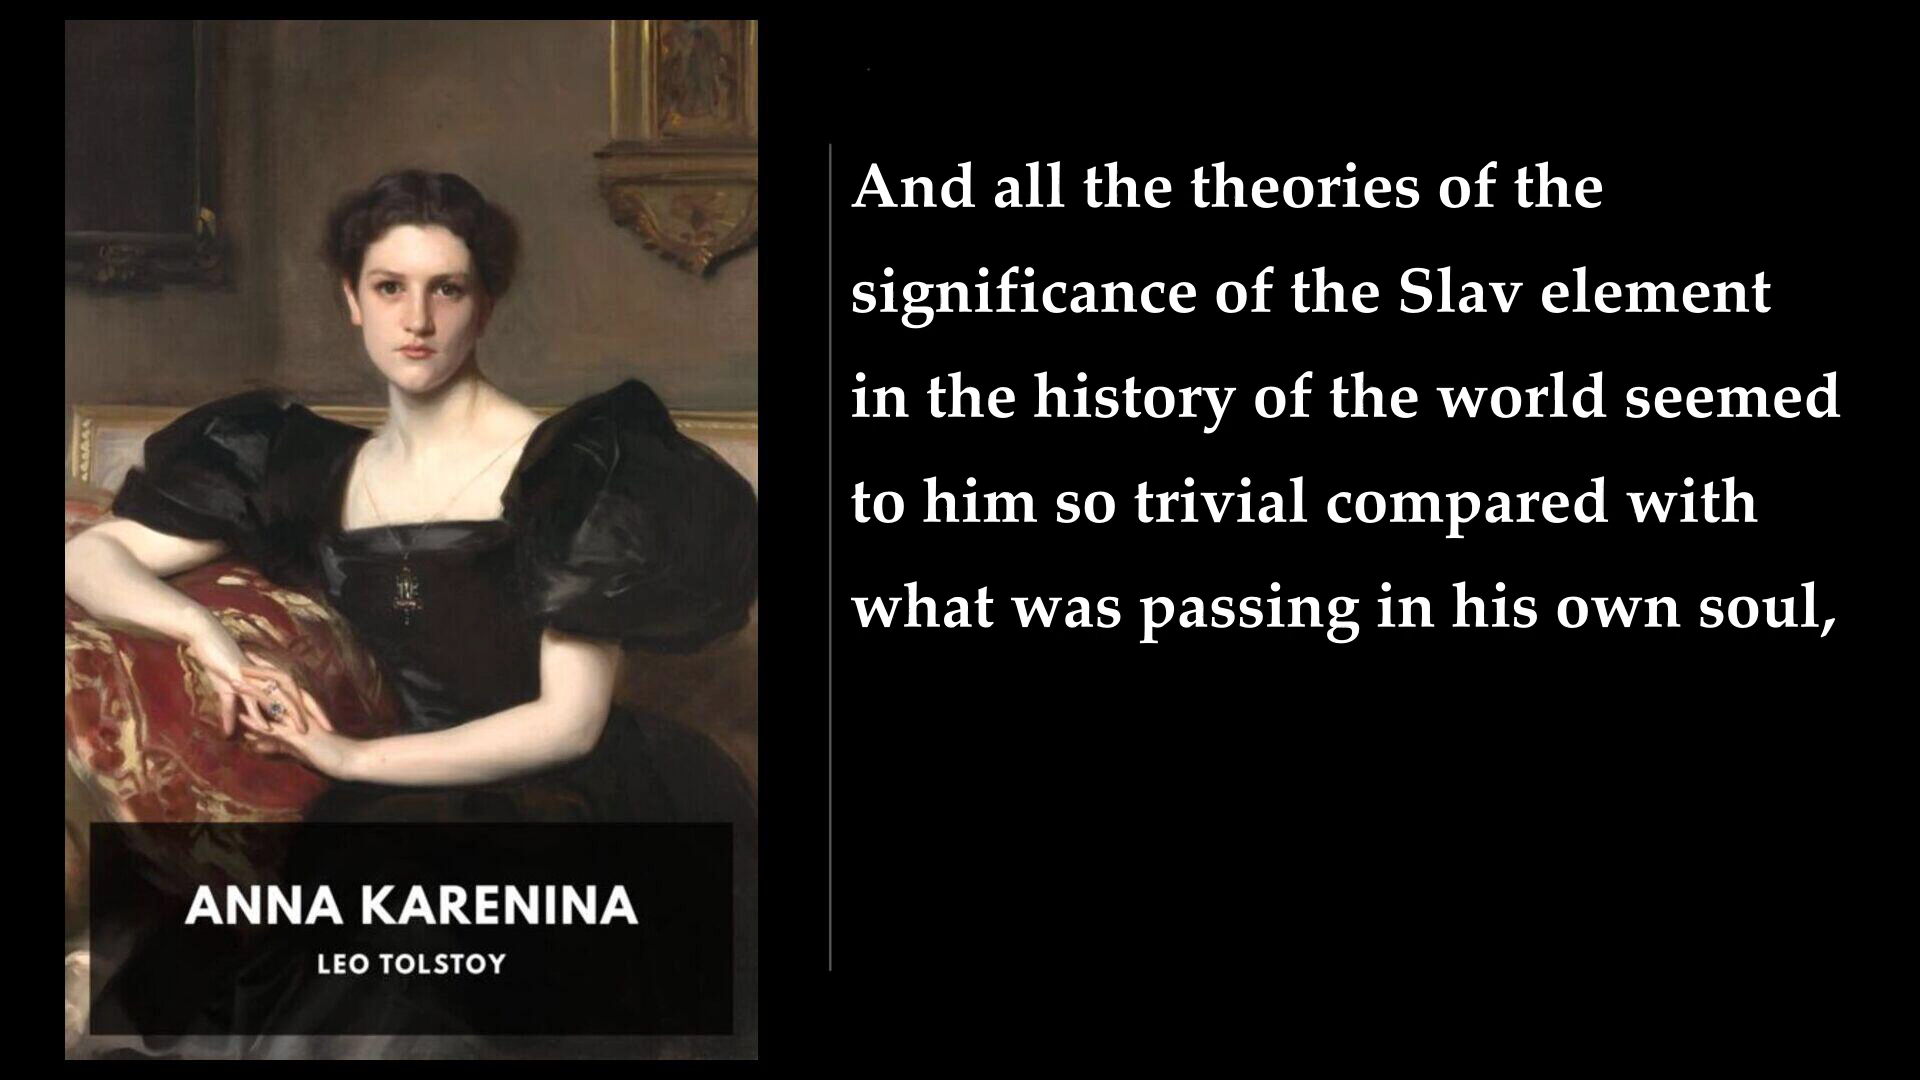 And all the theories of the
significance of the Slav element
in the history of the world seemed
to him so trivial compared with
what was passing in his own soul,
ANNA KARENINA
LEO TOLSTOY